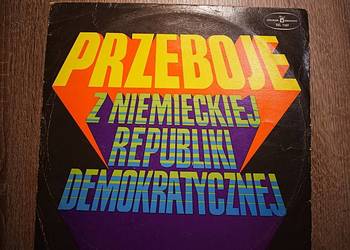 PRZEBOJE
Z NIEMIECKIEJ
REPUBLIKI
DEMOKRATYCZNEJ